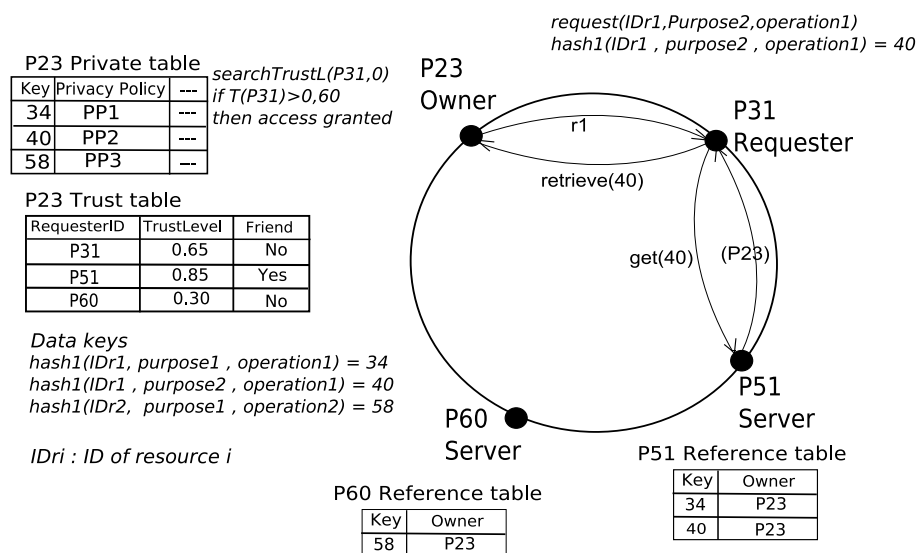 request(IDr1,Purpose2,operation1)
hash1(IDr1 , purpose2 , operation1) = 40
P23 Private table
Key Privacy Policy ---
34 PP1 ---
40 PP2 ---
58 PP3 ---
searchTrustL(P31,0)
if T(P31)>0,60
then access granted
P23
Owner
P31
Requester
r1
retrieve(40)
get(40)
(P23)
P23 Trust table
RequesterID TrustLevel Friend
P31 0.65 No
P51 0.85 Yes
P60 0.30 No
Data keys
hash1(IDr1, purpose1 , operation1) = 34
hash1(IDr1 , purpose2 , operation1) = 40
hash1(IDr2, purpose1 , operation2) = 58
IDri : ID of resource i
P60
Server
P51
Server
P60 Reference table
Key Owner
58 P23
P51 Reference table
Key Owner
34 P23
40 P23